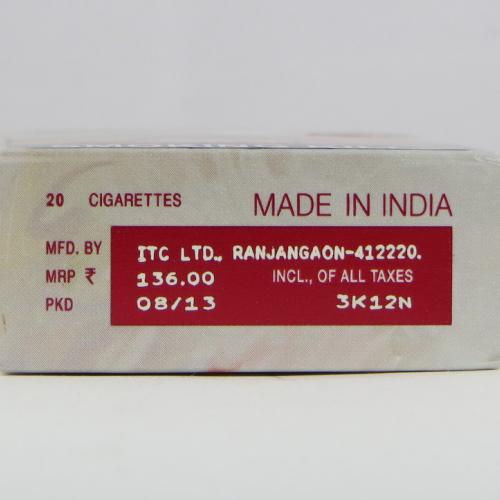 20 CIGARETTES MADE IN INDIA
MFD. BY ITC LTD., RANJANGAON-412220.
MRP ₹ 136.00 INCL., OF ALL TAXES
PKD 08/13 3K12N